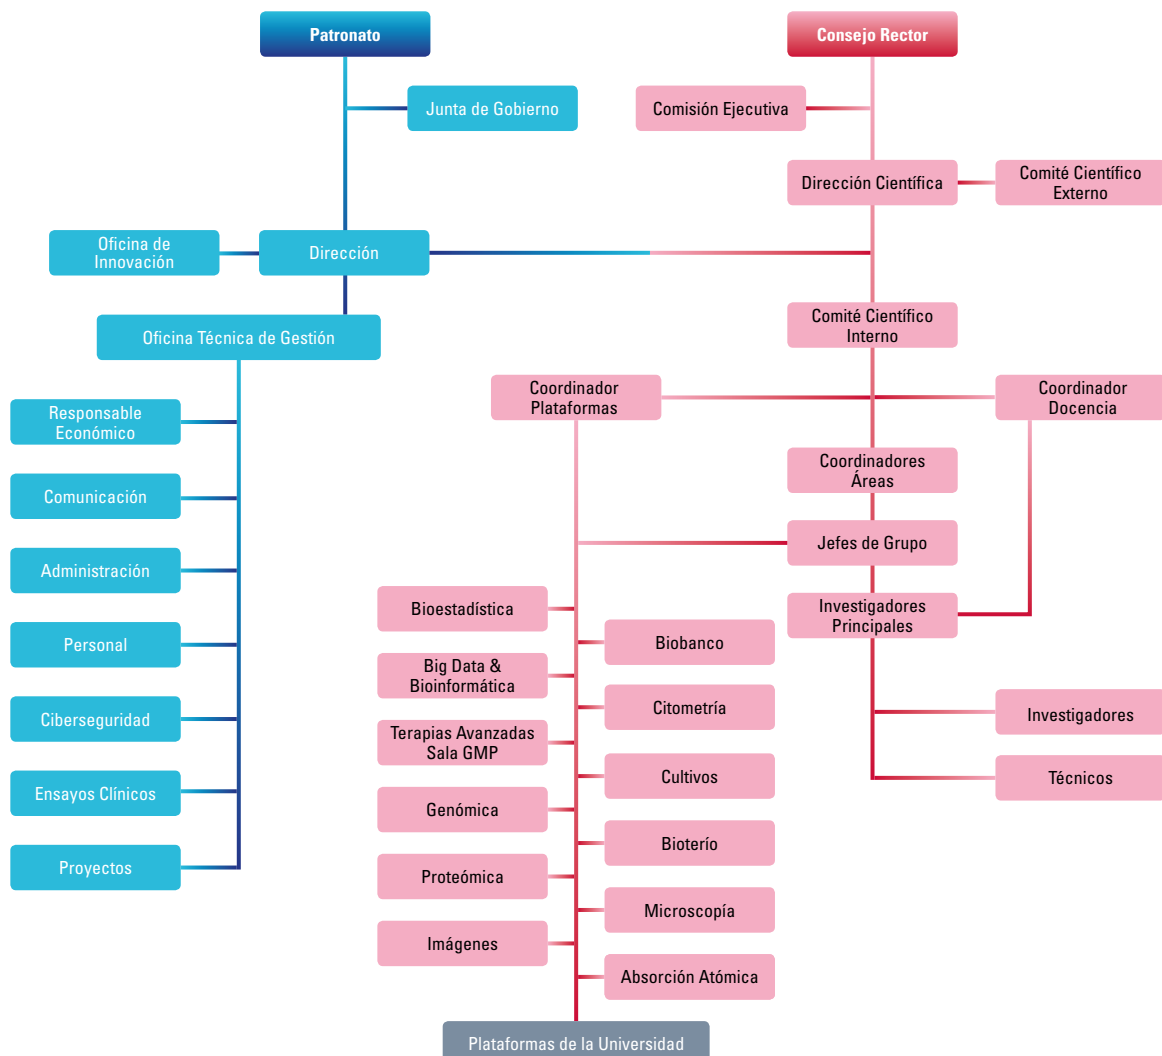 Patronato
Consejo Rector
Junta de Gobierno
Comisión Ejecutiva
Dirección Científica
Comité Científico
Externo
Oficina de
Innovación
Dirección
Comité Científico
Interno
Oficina Técnica de Gestión
Coordinador
Plataformas
Coordinador
Docencia
Responsable
Económico
Comunicación
Administración
Personal
Ciberseguridad
Ensayos Clínicos
Proyectos
Coordinadores
Áreas
Jefes de Grupo
Investigadores
Principales
Investigadores
Técnicos
Bioestadística
Biobanco
Big Data &
Bioinformática
Citometría
Terapias Avanzadas
Sala GMP
Cultivos
Genómica
Bioterío
Proteómica
Microscopía
Imágenes
Absorción Atómica
Plataformas de la Universidad